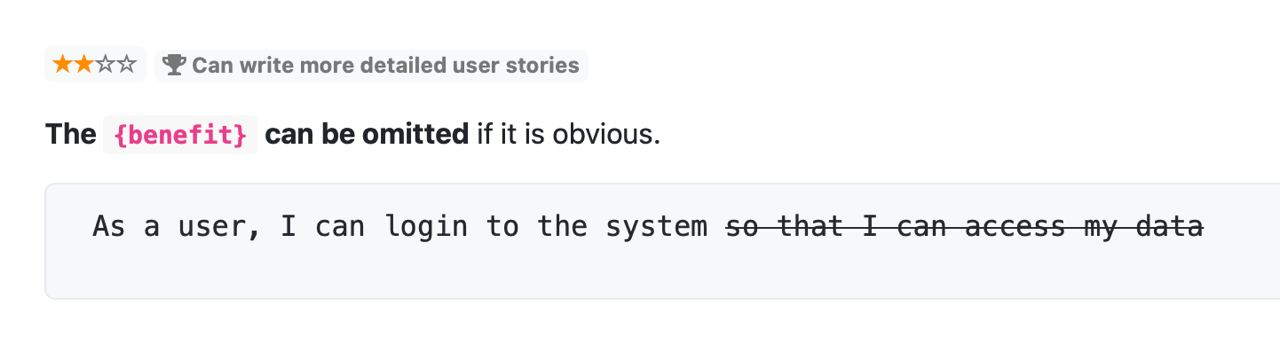 ★★☆☆ 🏆 Can write more detailed user stories
The {benefit} can be omitted if it is obvious.
As a user, I can login to the system so that I can access my data